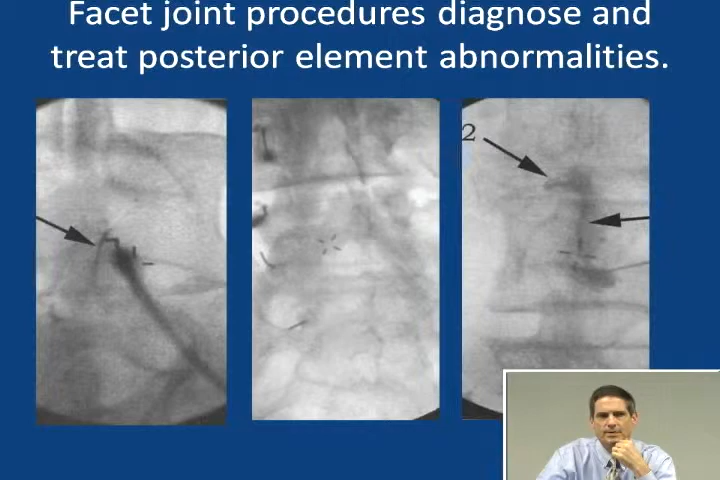 Facet joint procedures diagnose and
treat posterior element abnormalities.
2